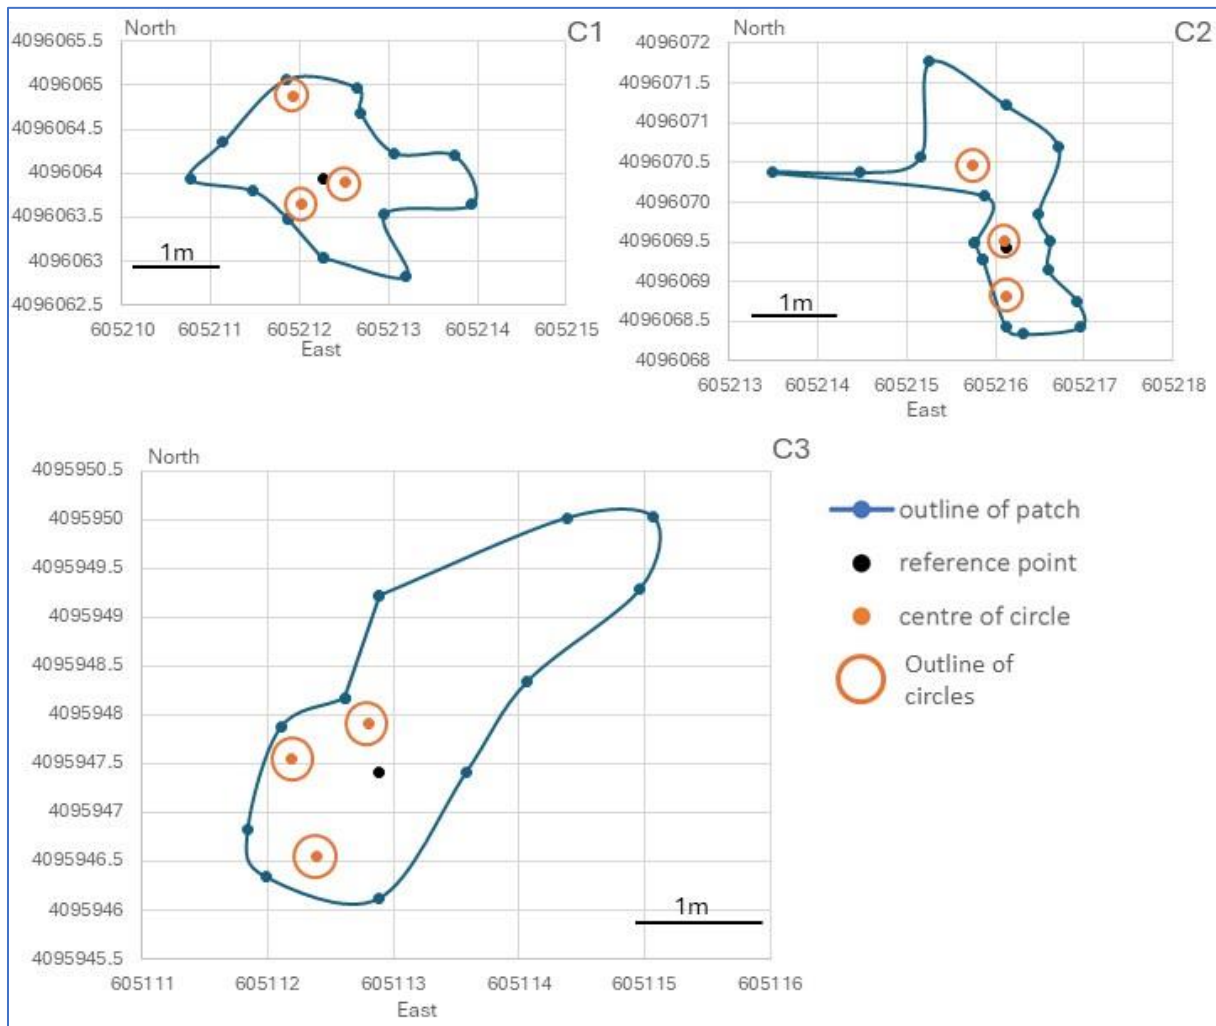 North
C1
4096065.5
4096065
4096064.5
4096064
4096063.5
4096063
4096062.5
1m
605210 605211 605212 605213 605214 605215
East
North
C2
4096072
4096071.5
4096071
4096070.5
4096070
4096069.5
4096069
4096068.5
4096068
1m
605213 605214 605215 605216 605217 605218
East
North
C3
4095950.5
4095950
4095949.5
4095949
4095948.5
4095948
4095947.5
4095947
4095946.5
4095946
4095945.5
1m
605111 605112 605113 605114 605115 605116
East
outline of patch
reference point
centre of circle
Outline of
circles